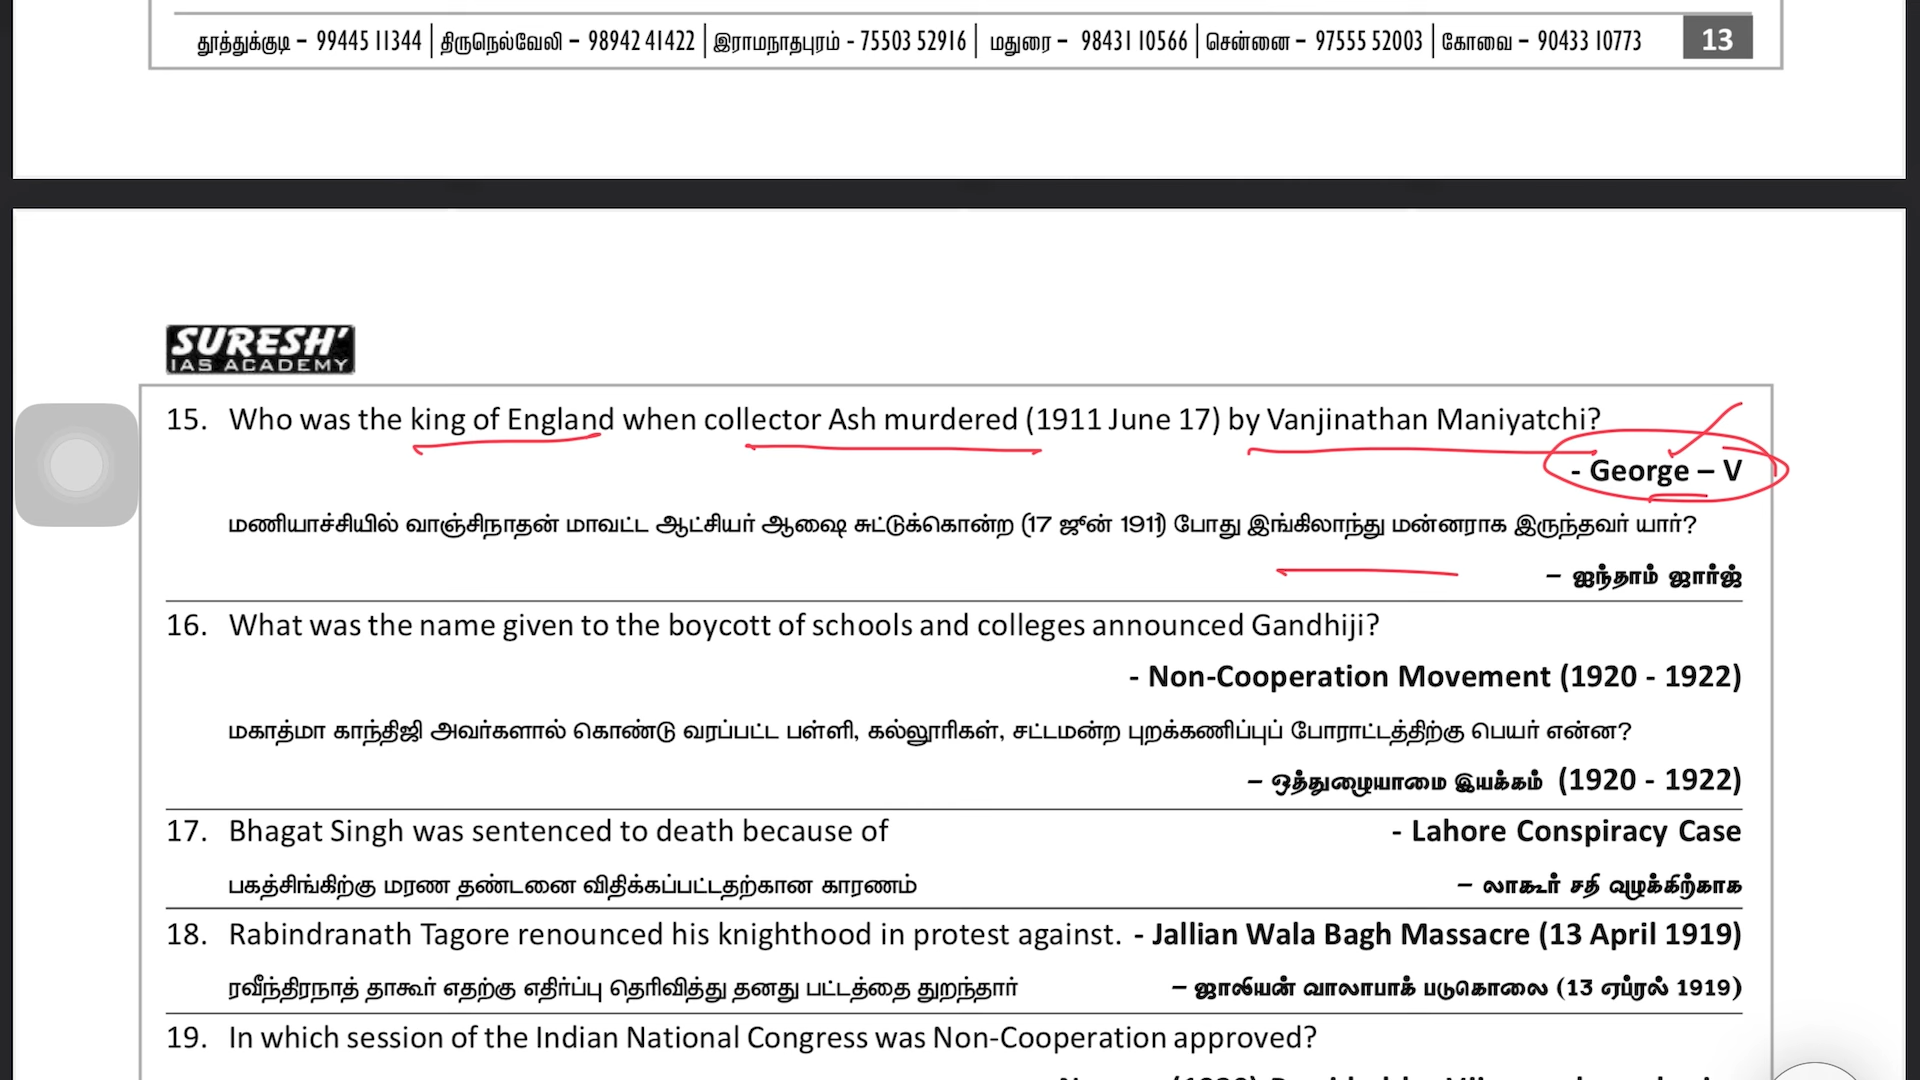 தூத்துக்குடி – 99445 11344 | திருநெல்வேலி – 98942 41422 | இராமநாதபுரம் - 75503 52916 | மதுரை – 98431 10566 | சென்னை – 97555 52003 | கோவை – 90433 10773 13
SURESH'
IAS ACADEMY
15. Who was the king of England when collector Ash murdered (1911 June 17) by Vanjinathan Maniyatchi?
- George – V
மணியாச்சியில் வாஞ்சிநாதன் மாவட்ட ஆட்சியர் ஆஷை சுட்டுக்கொன்ற (17 ஜூன் 1911) போது இங்கிலாந்து மன்னராக இருந்தவர் யார்?
– ஐந்தாம் ஜார்ஜ்
16. What was the name given to the boycott of schools and colleges announced Gandhiji?
- Non-Cooperation Movement (1920 - 1922)
மகாத்மா காந்திஜி அவர்களால் கொண்டு வரப்பட்ட பள்ளி, கல்லூரிகள், சட்டமன்ற புறக்கணிப்புப் போராட்டத்திற்கு பெயர் என்ன?
– ஒத்துழையாமை இயக்கம் (1920 - 1922)
17. Bhagat Singh was sentenced to death because of - Lahore Conspiracy Case
பகத்சிங்கிற்கு மரண தண்டனை விதிக்கப்பட்டதற்கான காரணம் – லாகூர் சதி வழக்கிற்காக
18. Rabindranath Tagore renounced his knighthood in protest against. - Jallian Wala Bagh Massacre (13 April 1919)
ரவீந்திரநாத் தாகூர் எதற்கு எதிர்ப்பு தெரிவித்து தனது பட்டத்தை துறந்தார் – ஜாலியன் வாலாபாக் படுகொலை (13 ஏப்ரல் 1919)
19. In which session of the Indian National Congress was Non-Cooperation approved?